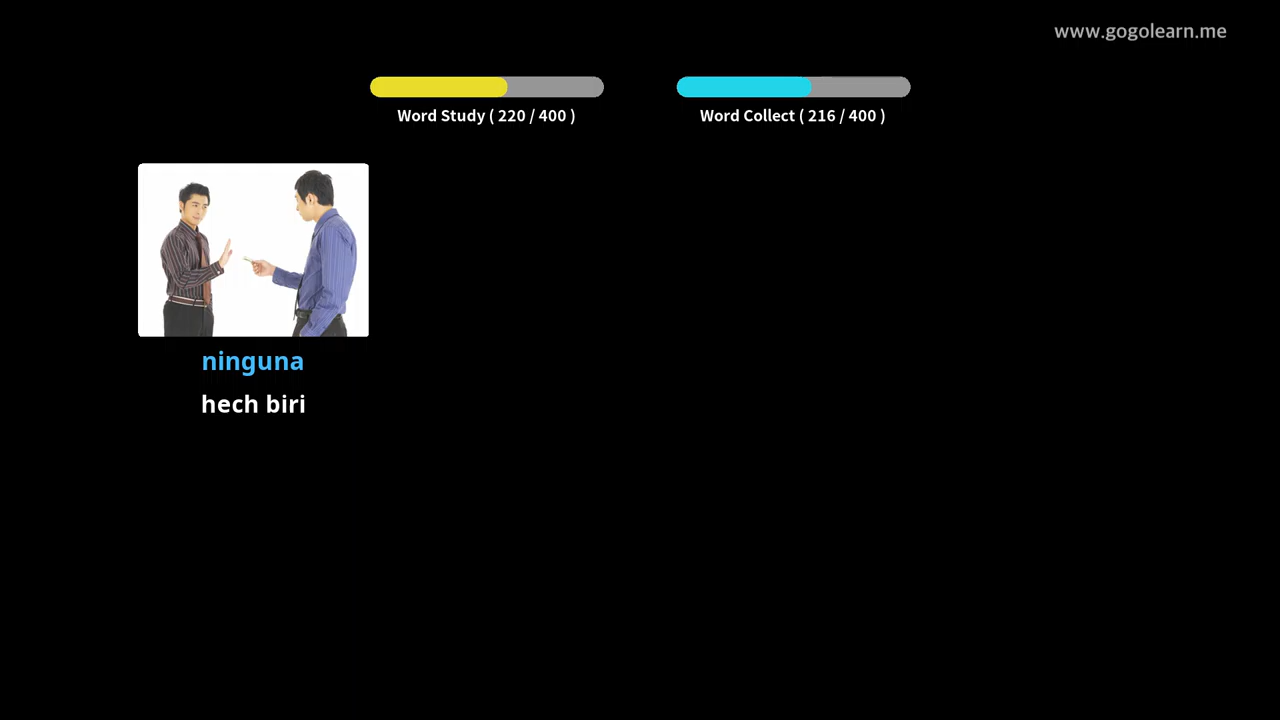 www.gogolearn.me
Word Study ( 220 / 400 )
Word Collect ( 216 / 400 )
ninguna
hech biri